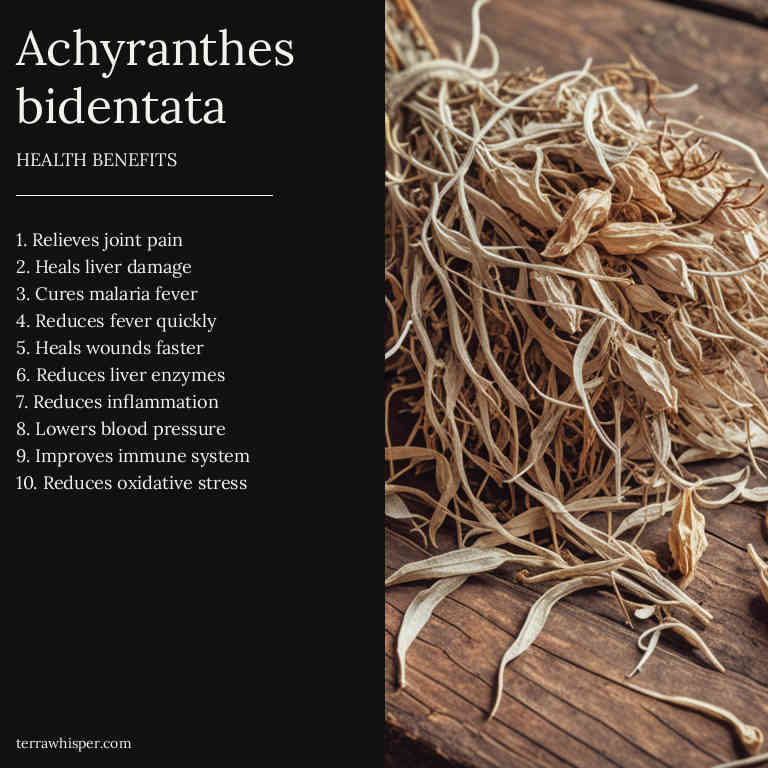 Achyranthes
bidentata
HEALTH BENEFITS
1. Relieves joint pain
2. Heals liver damage
3. Cures malaria fever
4. Reduces fever quickly
5. Heals wounds faster
6. Reduces liver enzymes
7. Reduces inflammation
8. Lowers blood pressure
9. Improves immune system
10. Reduces oxidative stress
terrawhisper.com